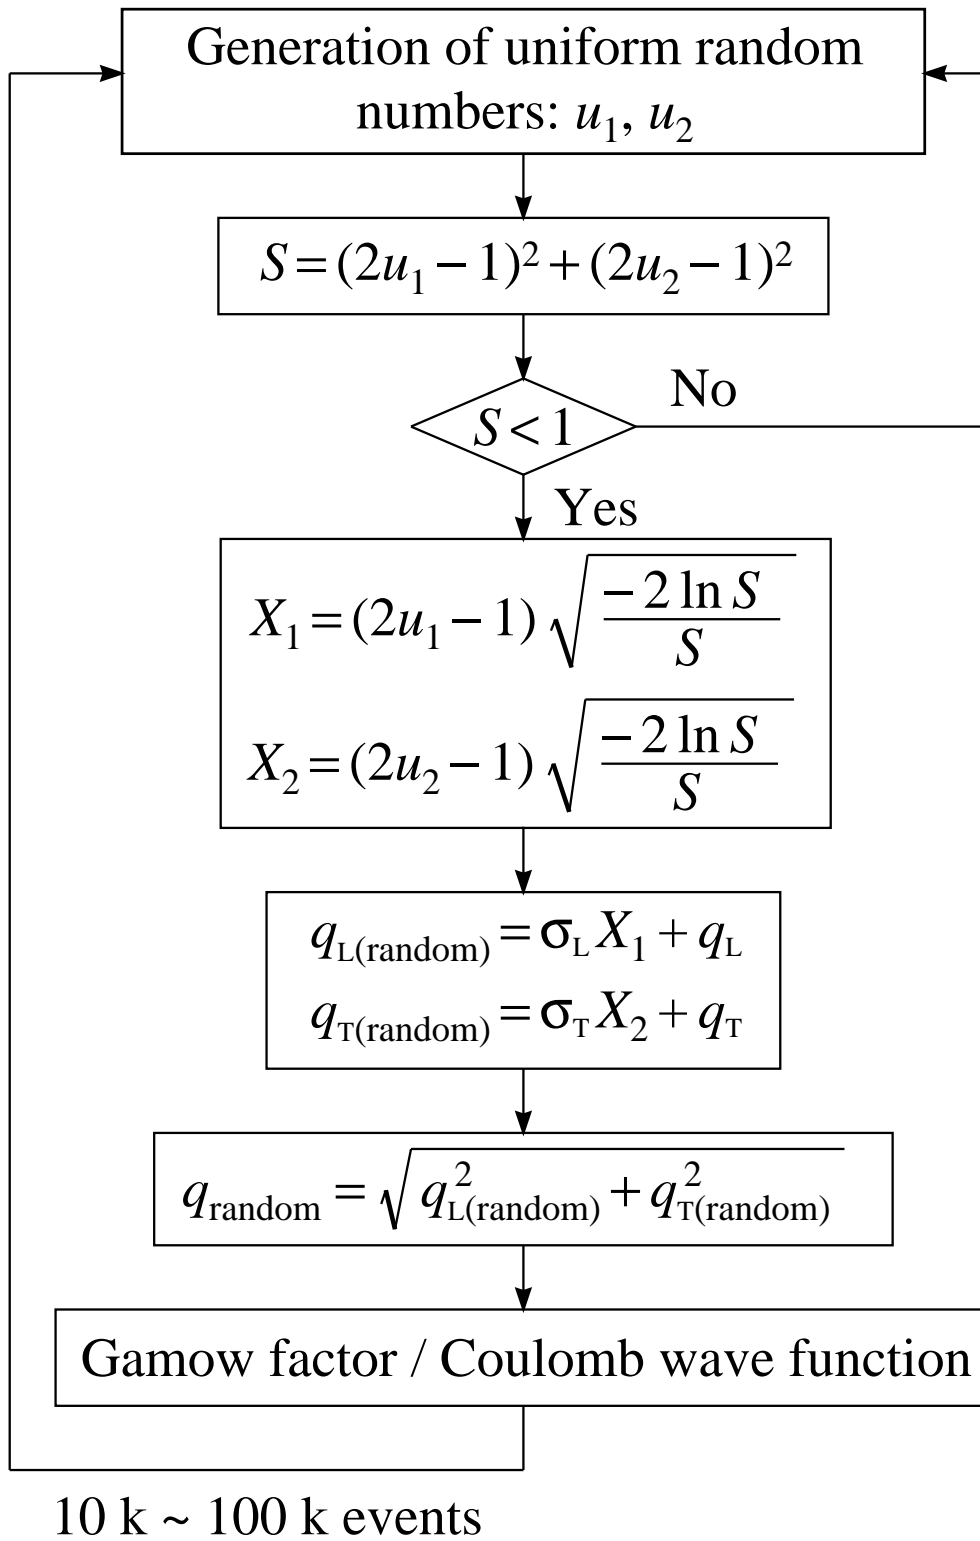 Generation of uniform random
numbers: u₁, u₂
S = (2u₁ − 1)² + (2u₂ − 1)²
No
S < 1
Yes
X₁ = (2u₁ − 1) √(−2 ln S / S)
X₂ = (2u₂ − 1) √(−2 ln S / S)
q_L(random) = σ_L X₁ + q_L
q_T(random) = σ_T X₂ + q_T
q_random = √(q²_L(random) + q²_T(random))
Gamow factor / Coulomb wave function
10 k ~ 100 k events